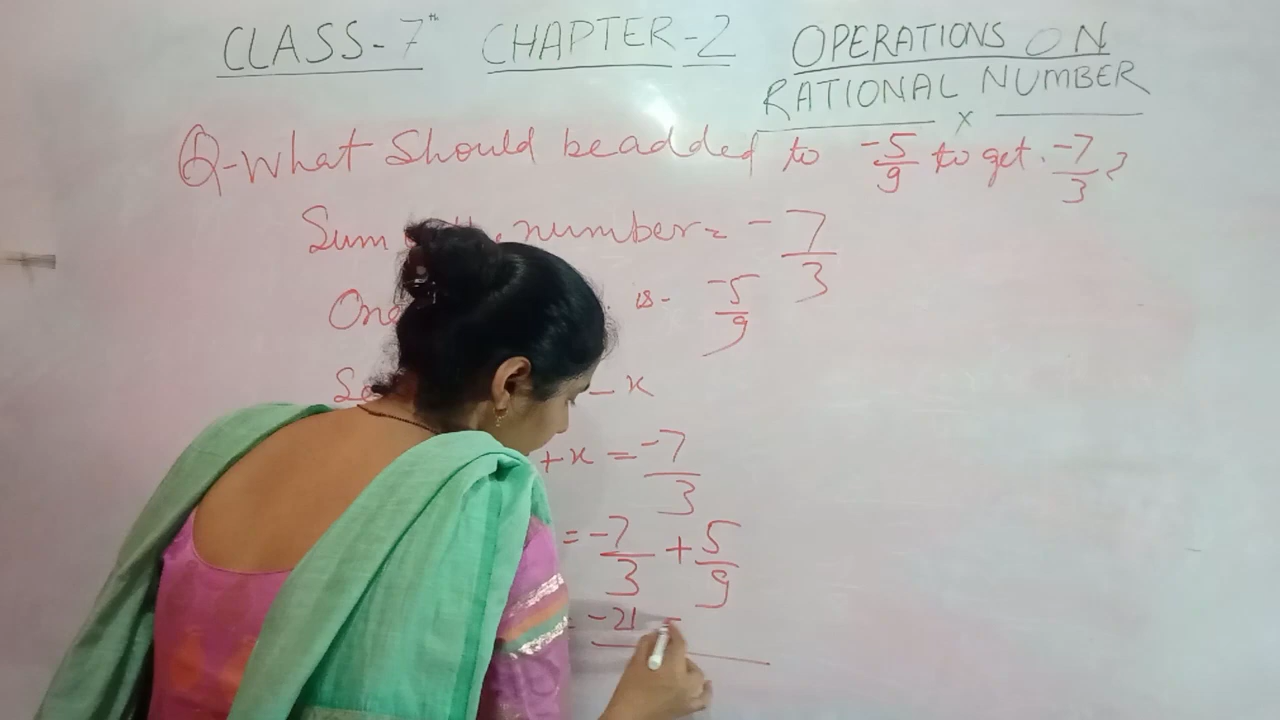 CLASS-7th CHAPTER-2 OPERATIONS ON
RATIONAL NUMBER
x
Q-What Should be added to -5/9 to get -7/3?
Sum number = -7/3
One is - -5/9
- x
+x = -7/3
= -7/3 + 5/9
= -21